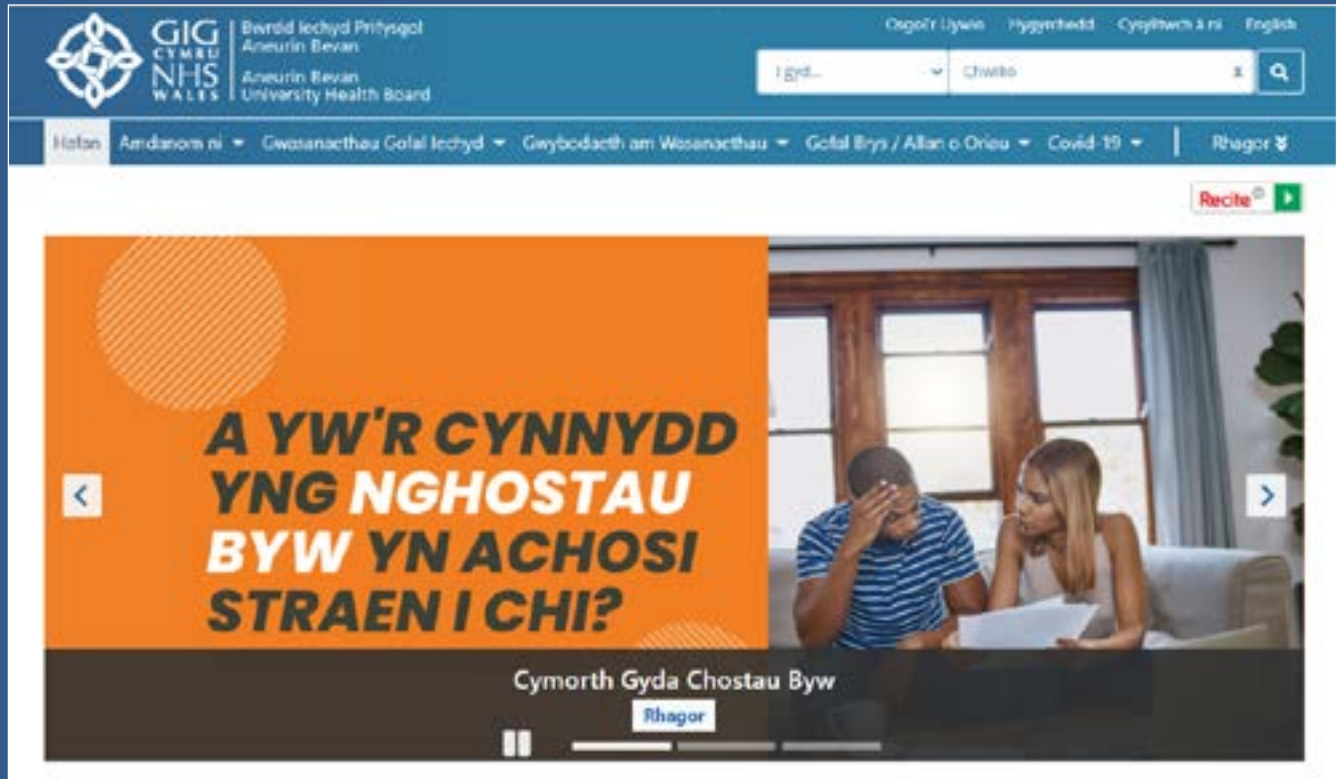 GIG
CYMRU
NHS
WALES
Bwrdd Iechyd Prifysgol
Aneurin Bevan
Aneurin Bevan
University Health Board
Osgoi'r Llywio Hygyrchedd Cysylltwch â ni English
I gyd... Chwilio x
Hafan Amdanom ni Gwasanaethau Gofal Iechyd Gwybodaeth am Wasanaethau Gofal Brys / Allan o Oriau Covid-19 Rhagor
Recite
A YW'R CYNNYDD
YNG NGHOSTAU
BYW YN ACHOSI
STRAEN I CHI?
Cymorth Gyda Chostau Byw
Rhagor